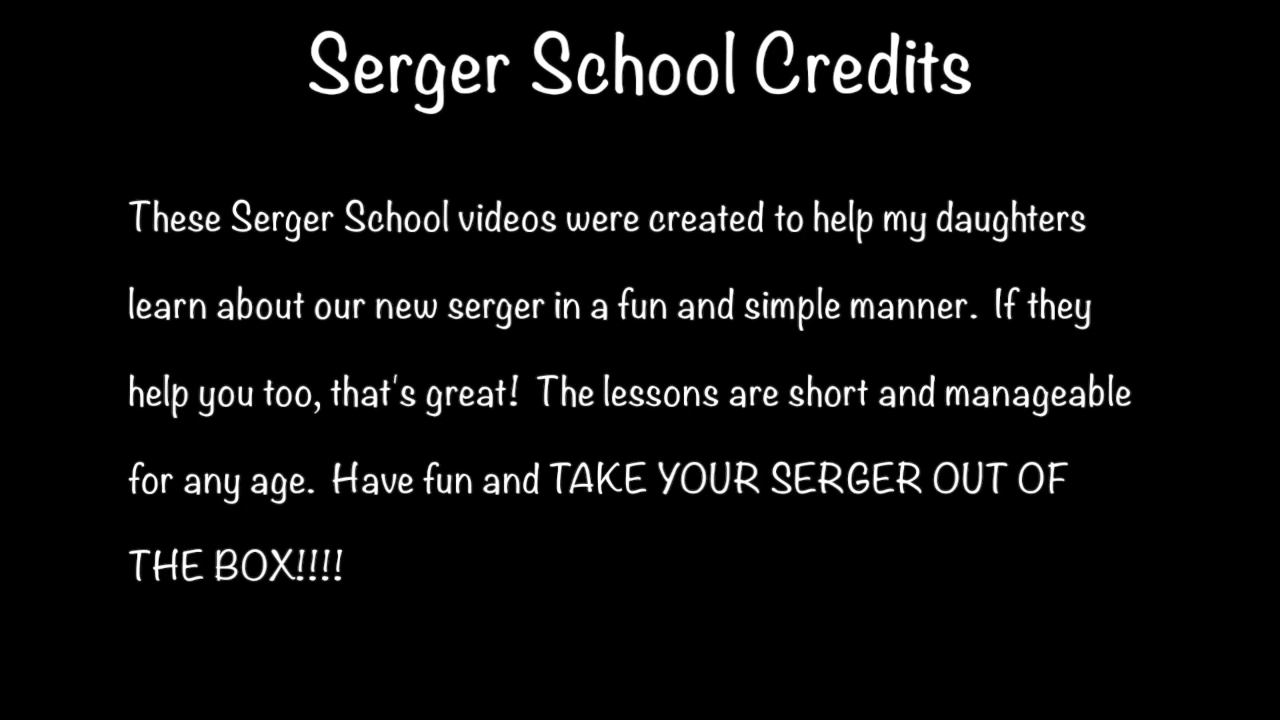 Serger School Credits
These Serger School videos were created to help my daughters
learn about our new serger in a fun and simple manner.  If they
help you too, that's great!  The lessons are short and manageable
for any age.  Have fun and TAKE YOUR SERGER OUT OF
THE BOX!!!!